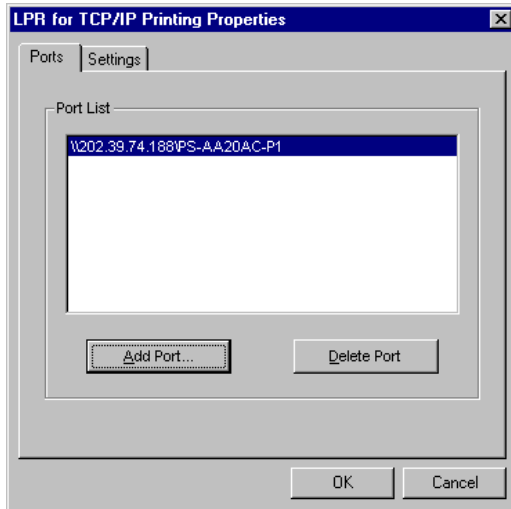 LPR for TCP/IP Printing Properties
Ports Settings
Port List
\\202.39.74.188\PS-AA20AC-P1
Add Port... Delete Port
OK Cancel